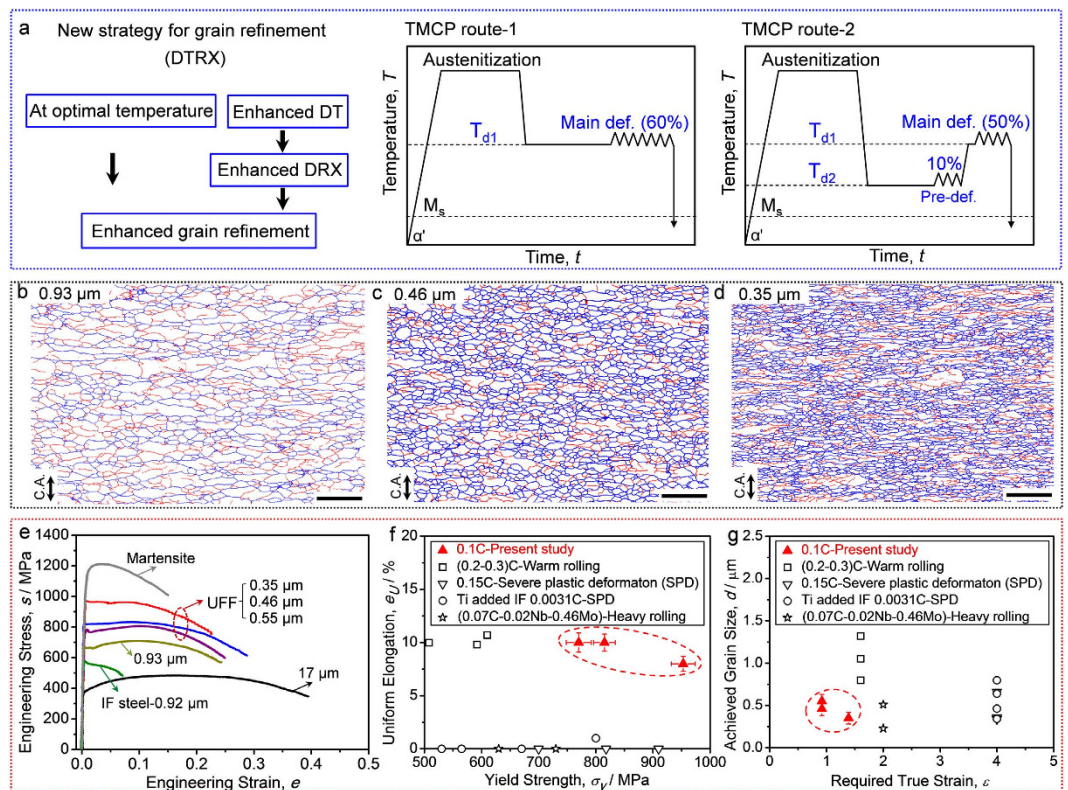 a
New strategy for grain refinement
(DTRX)
At optimal temperature
Enhanced DT
Enhanced DRX
Enhanced grain refinement
TMCP route-1
Temperature, T
Austenitization
Td1
Main def. (60%)
Ms
α'
Time, t
TMCP route-2
Temperature, T
Austenitization
Td1
Main def. (50%)
Td2
10%
Pre-def.
Ms
α'
Time, t
b
0.93 µm
C.A.
c
0.46 µm
C.A.
d
0.35 µm
C.A.
e
Engineering Stress, s / MPa
1400
1200
1000
800
600
400
200
0
Martensite
UFF
0.35 µm
0.46 µm
0.55 µm
0.93 µm
17 µm
IF steel-0.92 µm
0.0 0.1 0.2 0.3 0.4 0.5
Engineering Strain, e
f
Uniform Elongation, eU / %
20
15
10
5
0
0.1C-Present study
(0.2-0.3)C-Warm rolling
0.15C-Severe plastic deformaton (SPD)
Ti added IF 0.0031C-SPD
(0.07C-0.02Nb-0.46Mo)-Heavy rolling
500 600 700 800 900 1000
Yield Strength, σy / MPa
g
Achieved Grain Size, d / µm
2.0
1.5
1.0
0.5
0.0
0.1C-Present study
(0.2-0.3)C-Warm rolling
0.15C-Severe plastic deformaton (SPD)
Ti added IF 0.0031C-SPD
(0.07C-0.02Nb-0.46Mo)-Heavy rolling
0 1 2 3 4 5
Required True Strain, ε